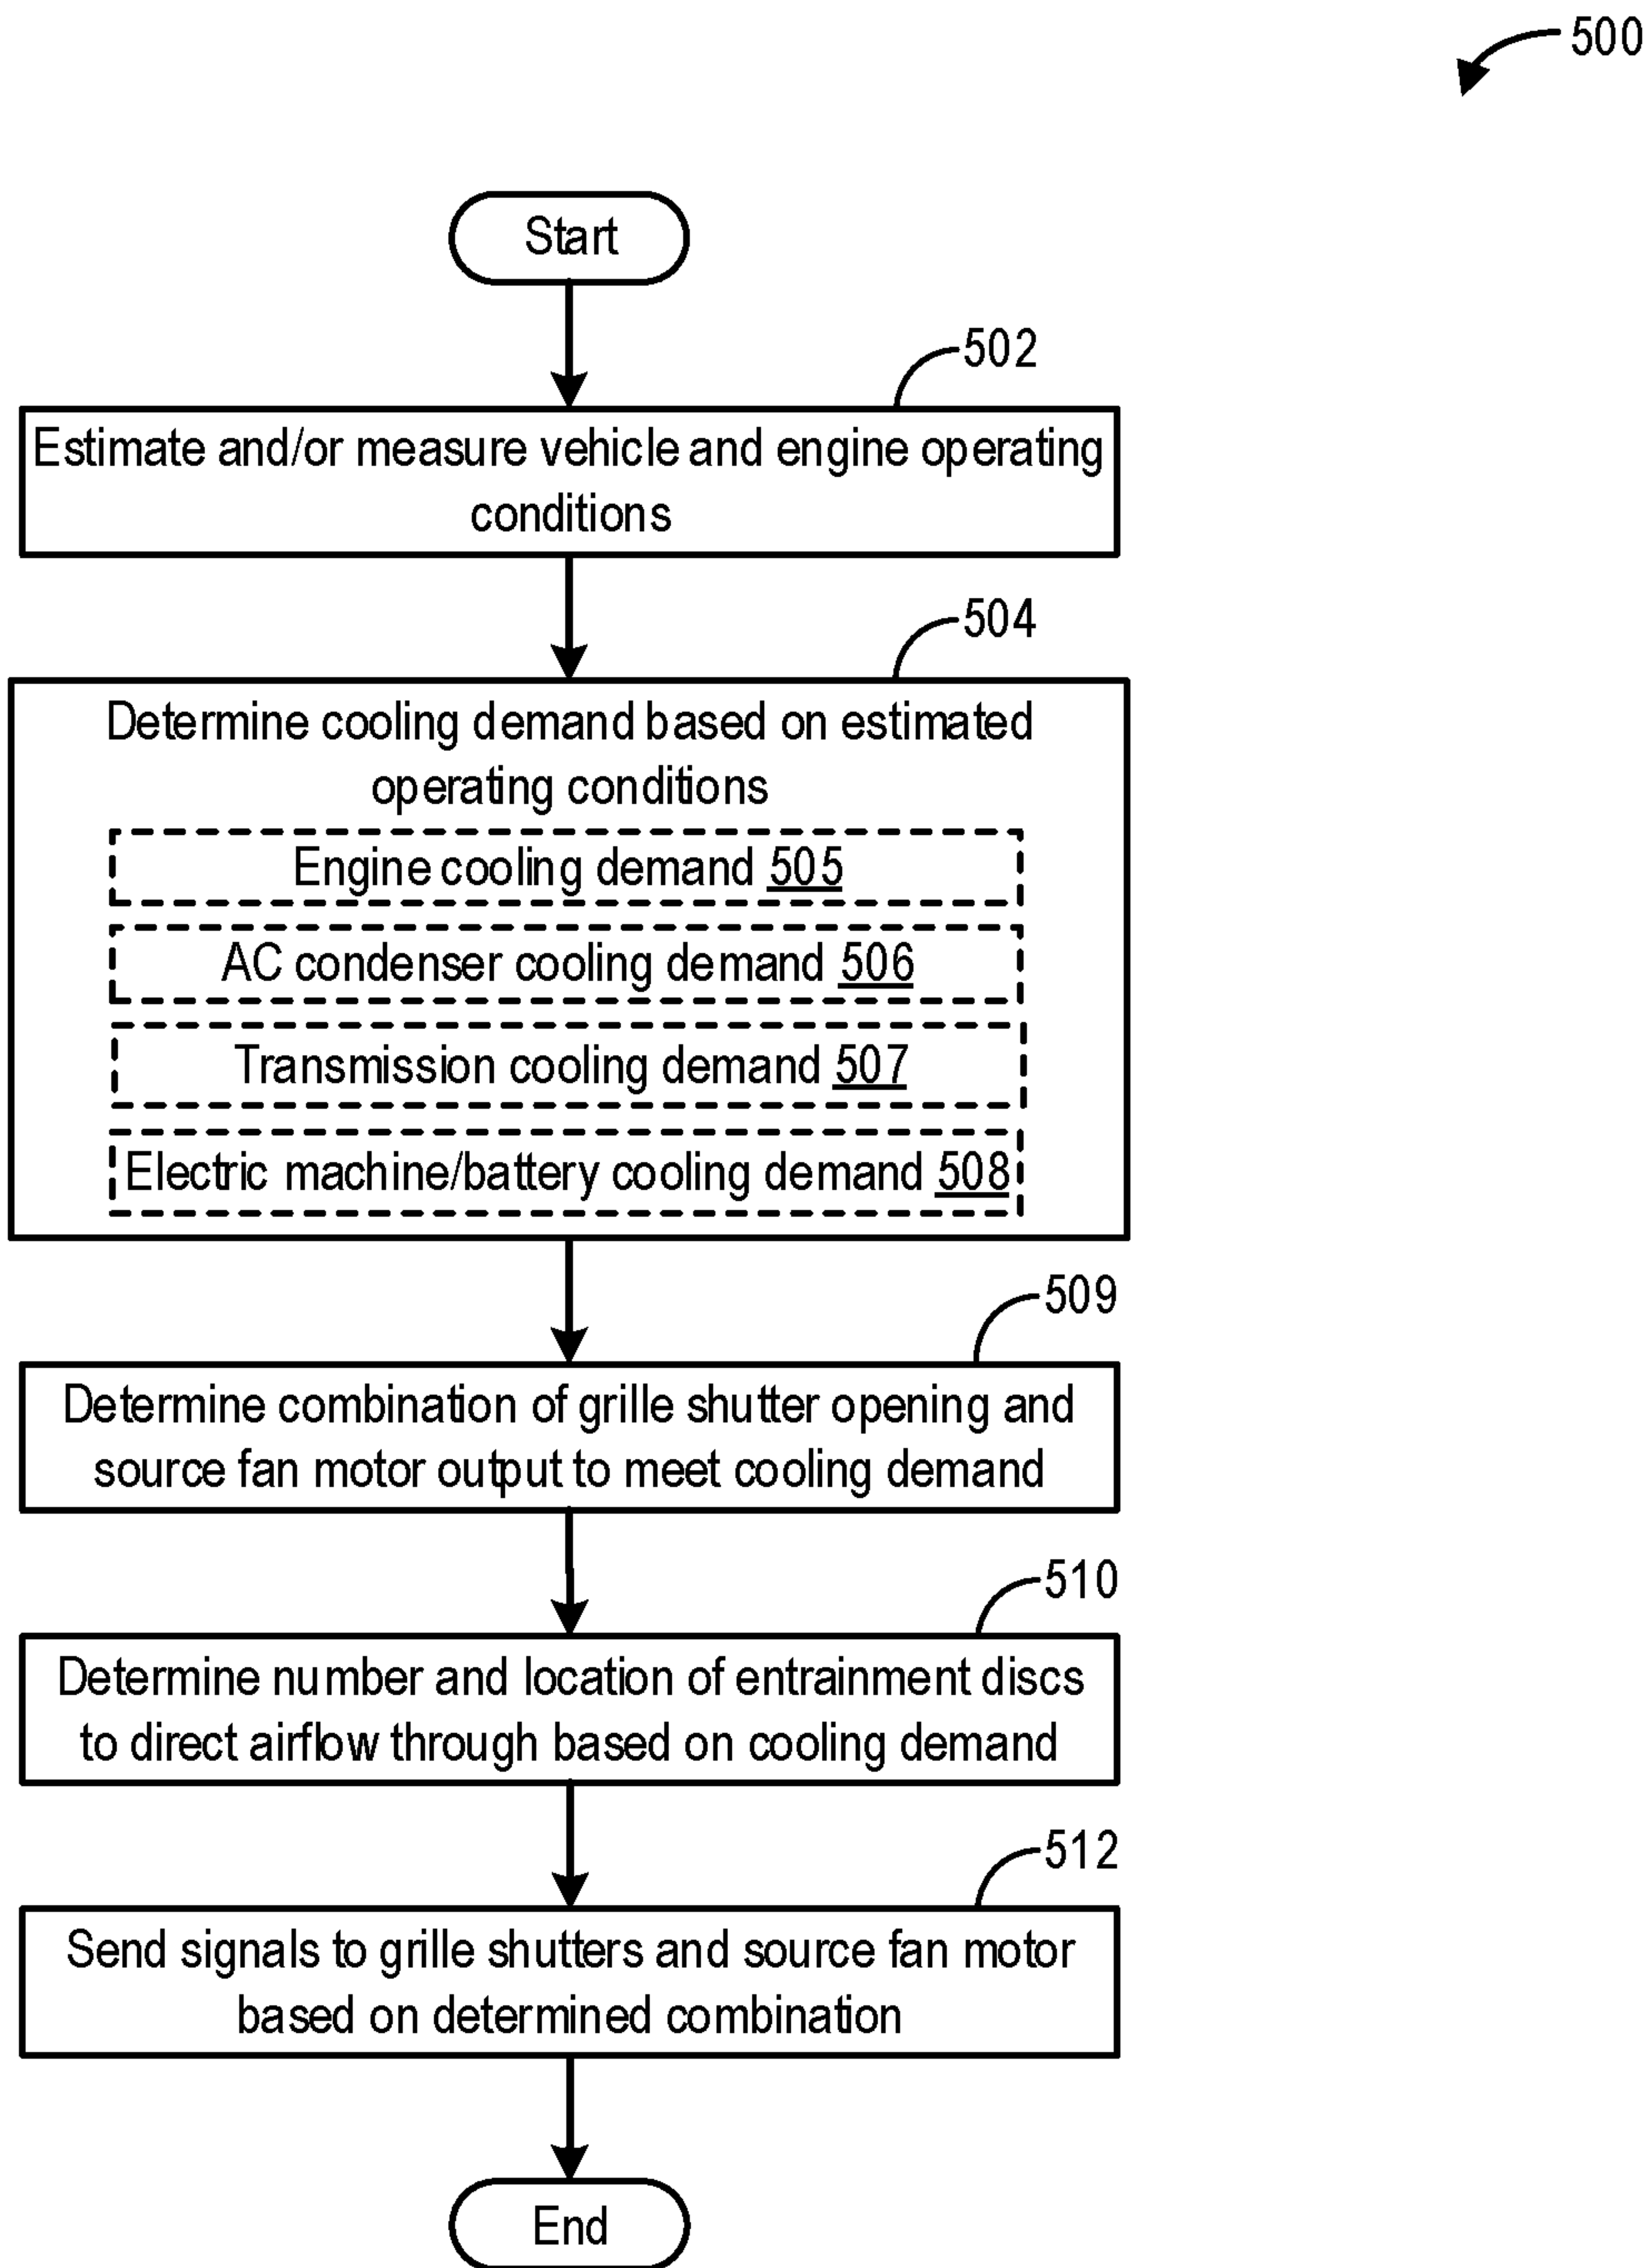 500
Start
502
Estimate and/or measure vehicle and engine operating
conditions
504
Determine cooling demand based on estimated
operating conditions
Engine cooling demand 505
AC condenser cooling demand 506
Transmission cooling demand 507
Electric machine/battery cooling demand 508
509
Determine combination of grille shutter opening and
source fan motor output to meet cooling demand
510
Determine number and location of entrainment discs
to direct airflow through based on cooling demand
512
Send signals to grille shutters and source fan motor
based on determined combination
End